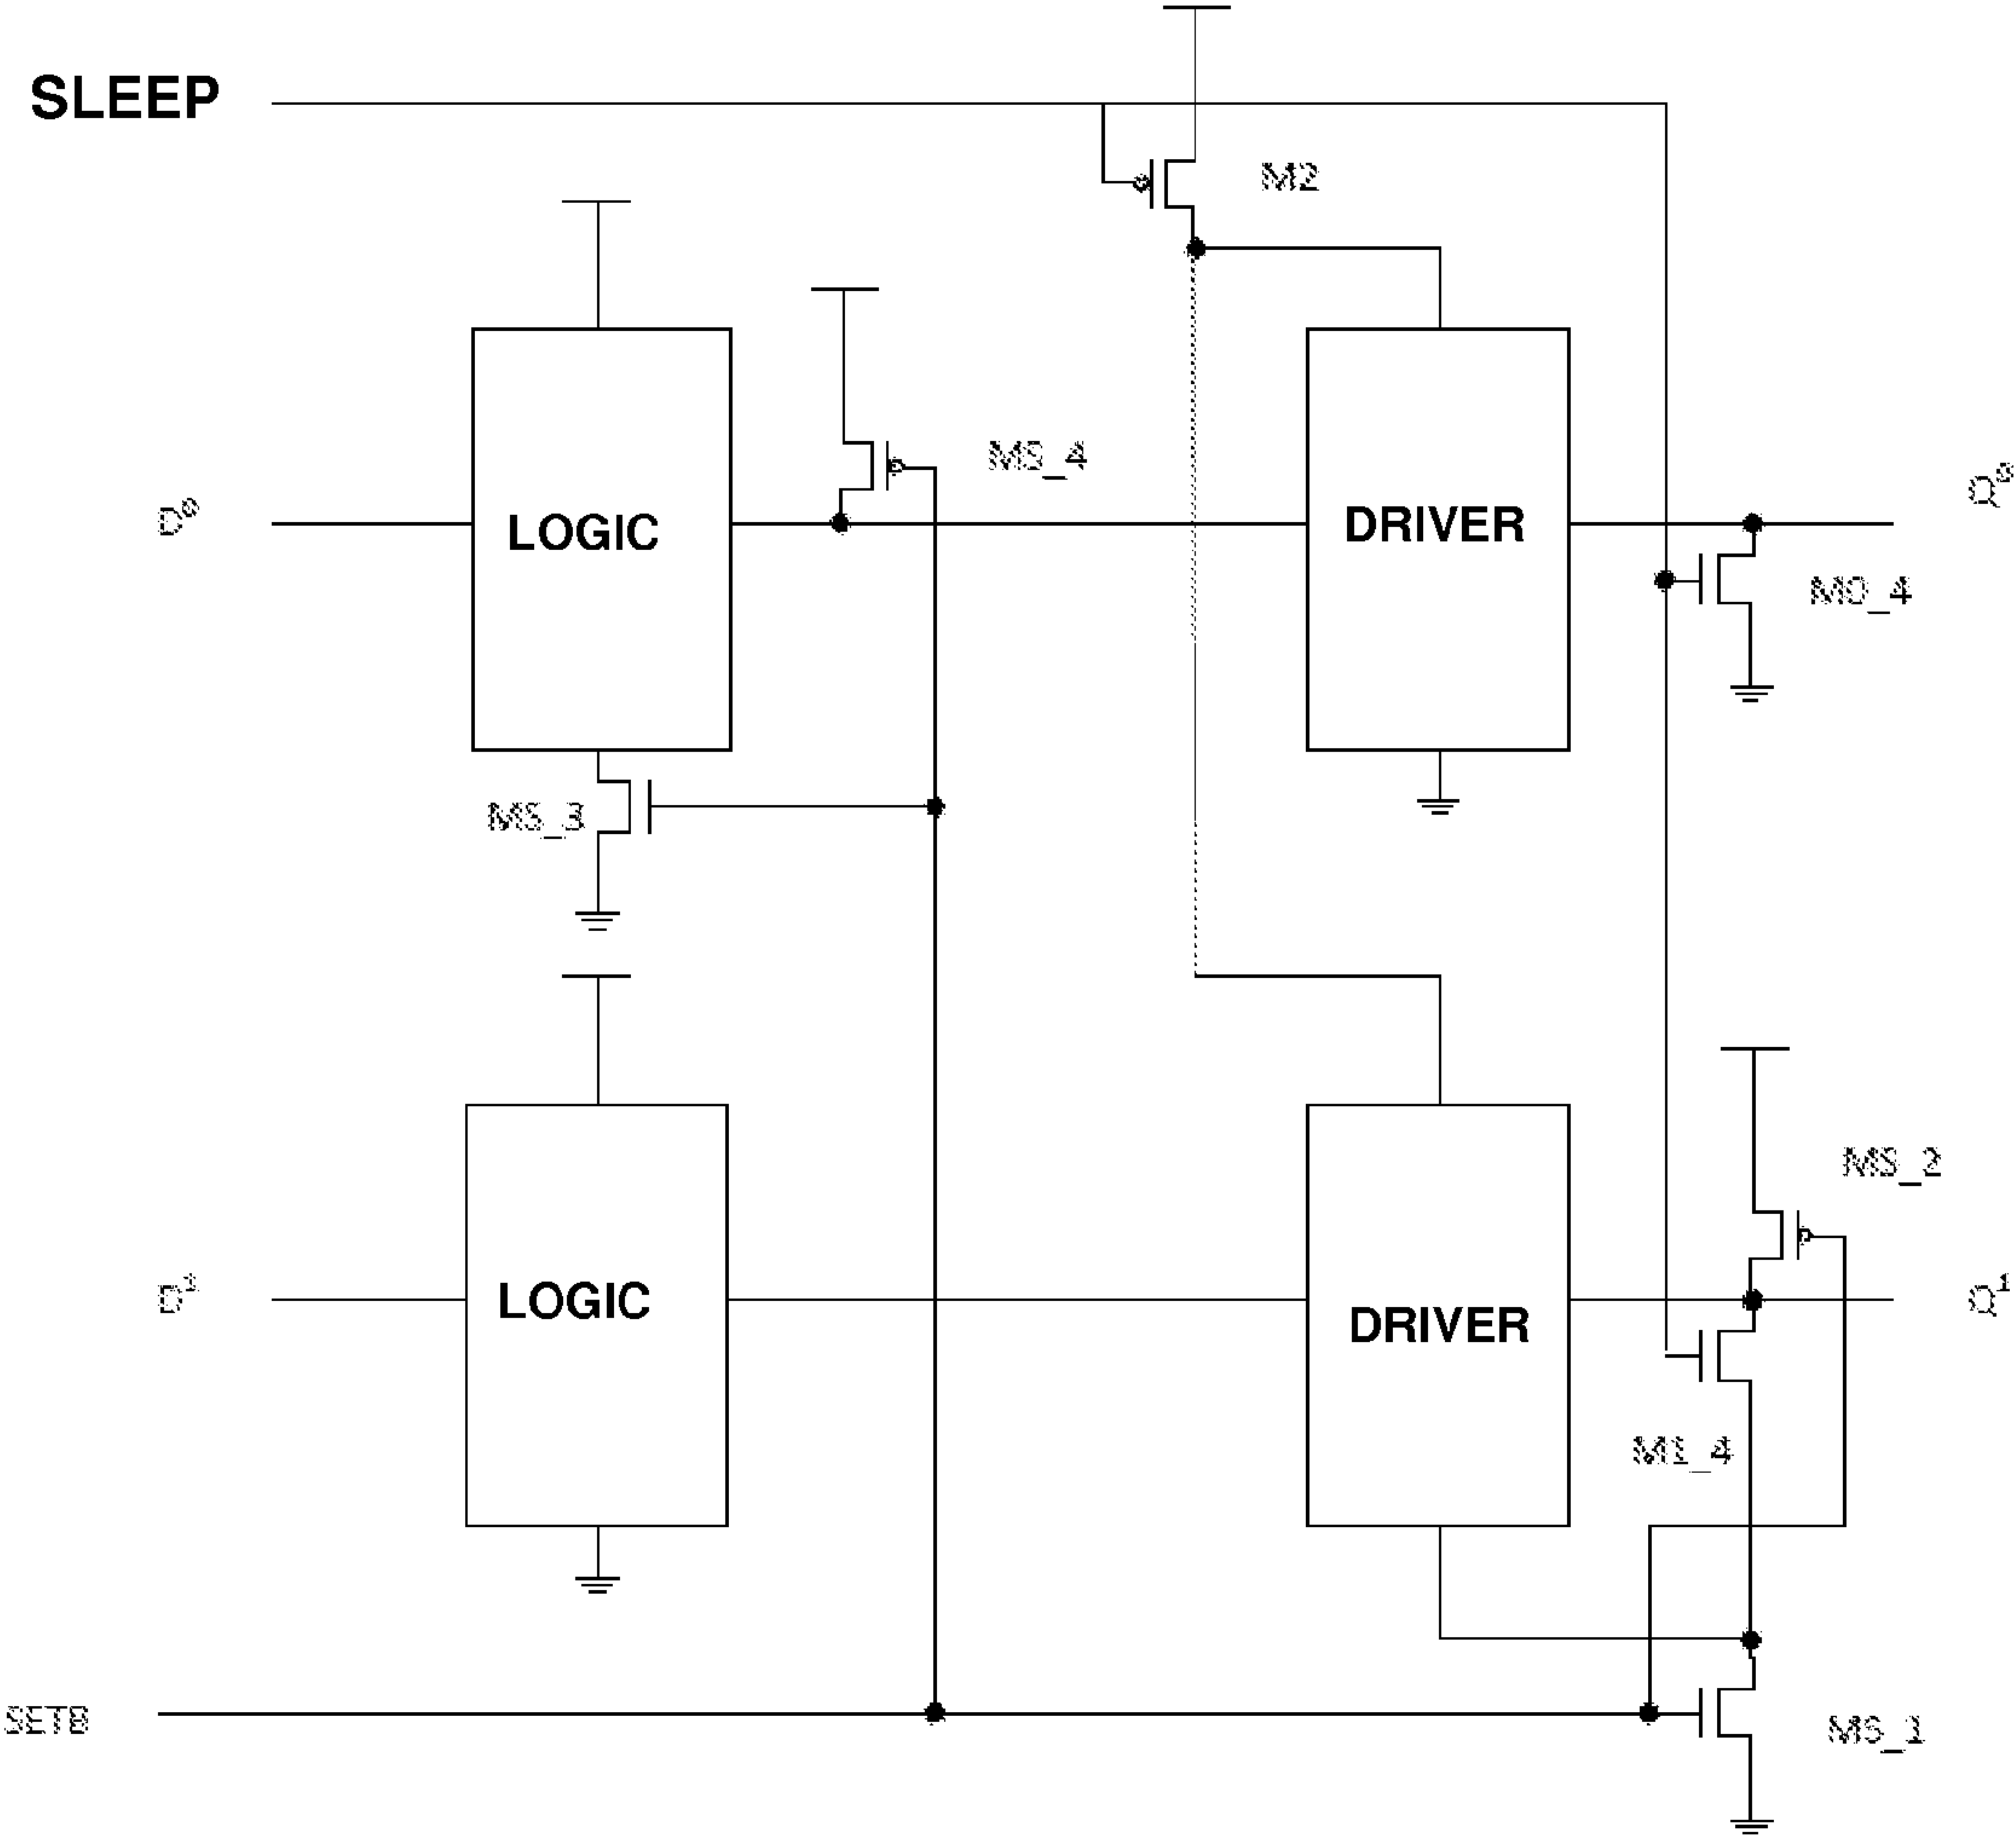 SLEEP
M2
MS_4
D⁰
LOGIC
DRIVER
Q⁰
M0_4
MS_3
MS_2
D¹
LOGIC
DRIVER
Q¹
M1_4
SETB
MS_1